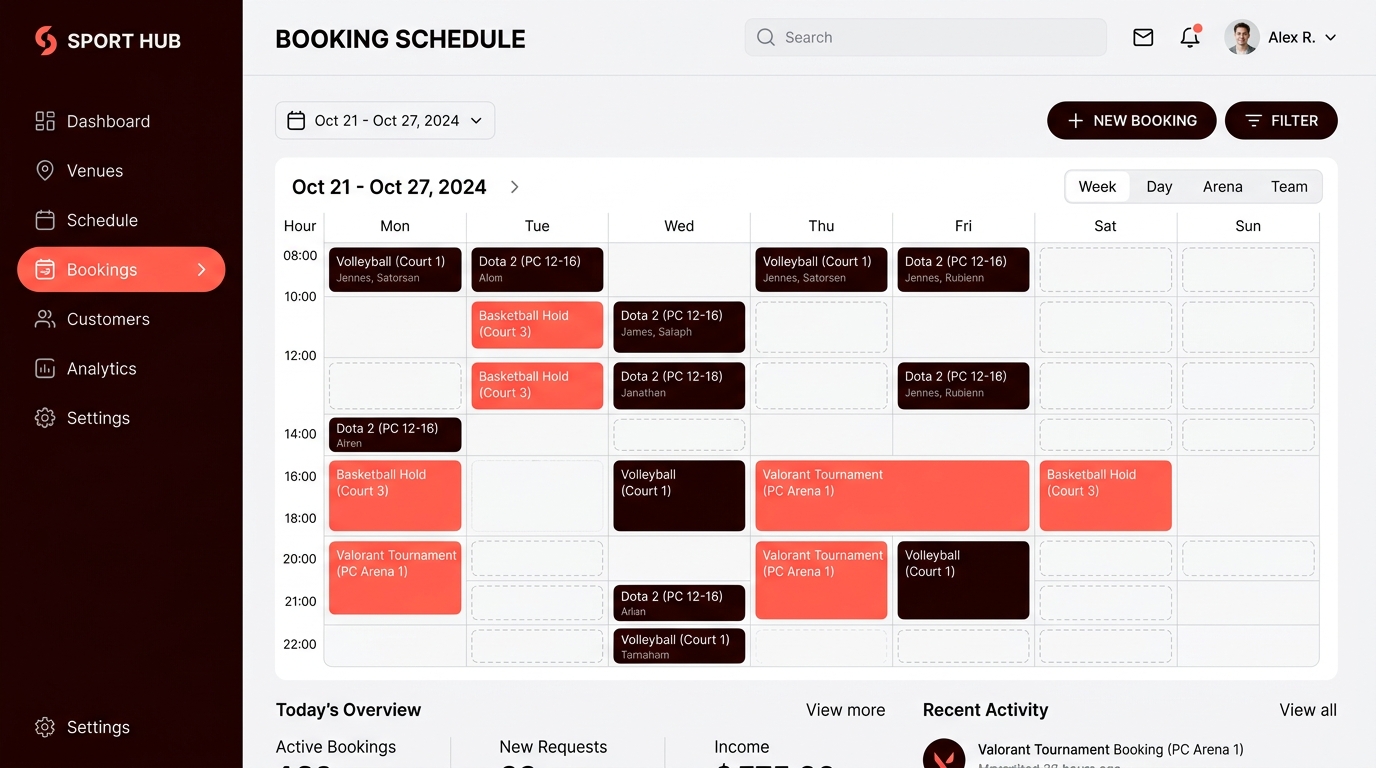 SPORT HUB
Dashboard
Venues
Schedule
Bookings
Customers
Analytics
Settings
Settings
BOOKING SCHEDULE
Search
Alex R.
Oct 21 - Oct 27, 2024
NEW BOOKING
FILTER
Oct 21 - Oct 27, 2024
Week Day Arena Team
Hour Mon Tue Wed Thu Fri Sat Sun
08:00
Volleyball (Court 1)
Jennes, Satorsan
Dota 2 (PC 12-16)
Alom
Volleyball (Court 1)
Jennes, Satorsen
Dota 2 (PC 12-16)
Jennes, Rubienn
10:00
Basketball Hold
(Court 3)
Dota 2 (PC 12-16)
James, Salaph
12:00
Basketball Hold
(Court 3)
Dota 2 (PC 12-18)
Janathen
Dota 2 (PC 12-16)
Jennes, Rubienn
14:00
Dota 2 (PC 12-16)
Airen
16:00
Basketball Hold
(Court 3)
Volleyball
(Court 1)
Valorant Tournament
(PC Arena 1)
Basketball Hold
(Court 3)
18:00
20:00
Valorant Tournament
(PC Arena 1)
Valorant Tournament
(PC Arena 1)
Volleyball
(Court 1)
21:00
Dota 2 (PC 12-16)
Arlian
22:00
Volleyball (Court 1)
Tamaham
Today's Overview
View more
Active Bookings
New Requests
Income
Recent Activity
View all
Valorant Tournament Booking (PC Arena 1)